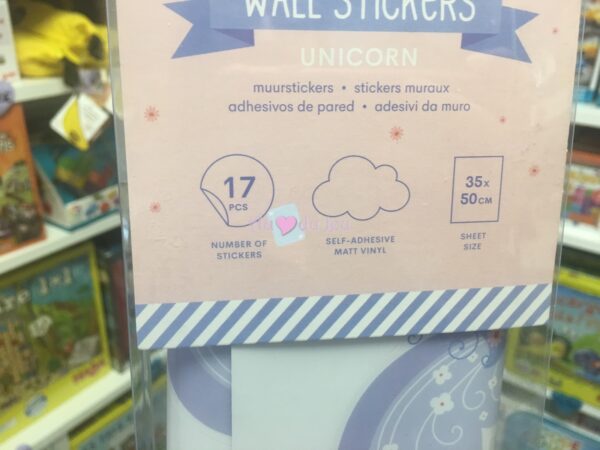 WALL STICKERS
UNICORN
muurstickers • stickers muraux
adhesivos de pared • adesivi da muro
17
PCS
NUMBER OF
STICKERS
SELF-ADHESIVE
MATT VINYL
35x
50CM
SHEET
SIZE